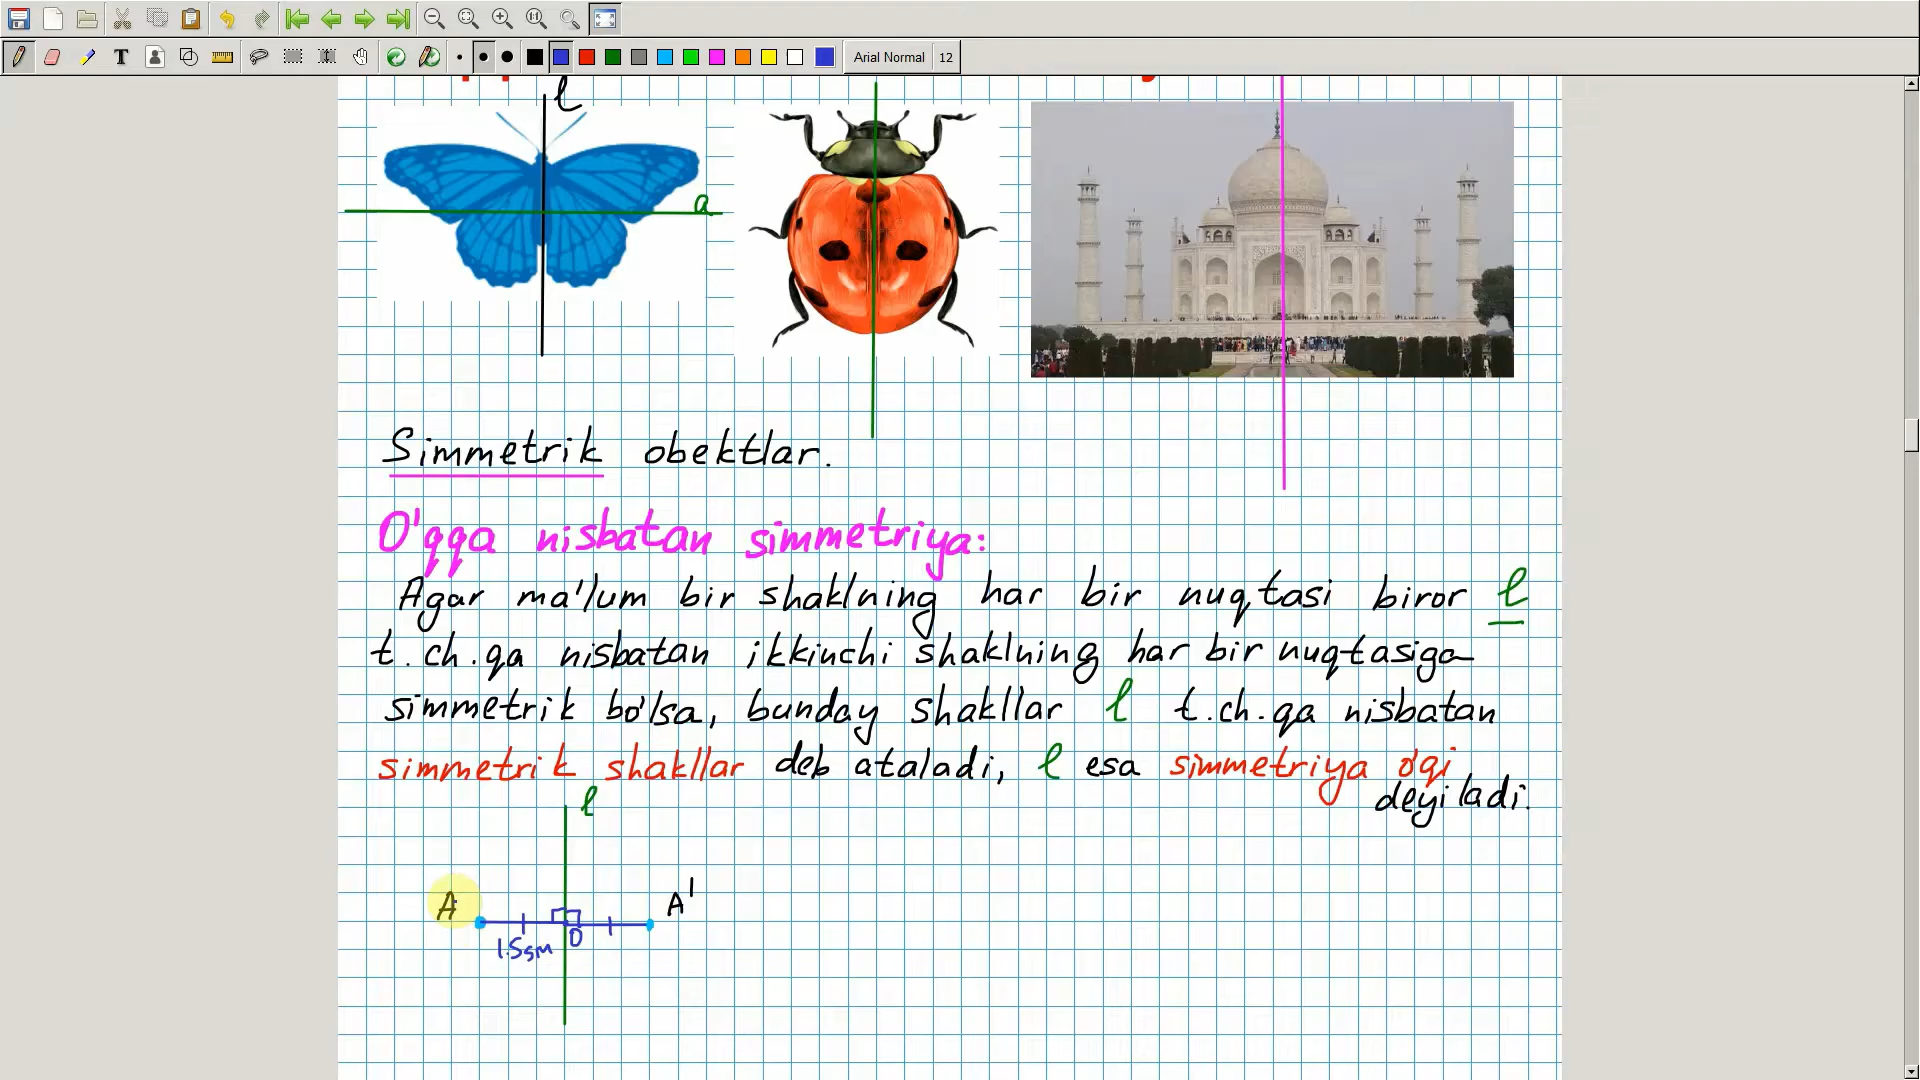 Arial Normal 12
l
a
Simmetrik obektlar.
O'qqa nisbatan simmetriya:
Agar ma'lum bir shaklning har bir nuqtasi biror l
t.ch.qa nisbatan ikkinchi shaklning har bir nuqtasiga
simmetrik bo'lsa, bunday shakllar l t.ch.qa nisbatan
simmetrik shakllar deb ataladi, l esa simmetriya o'qi
deyiladi.
l
A A'
1.5sm O